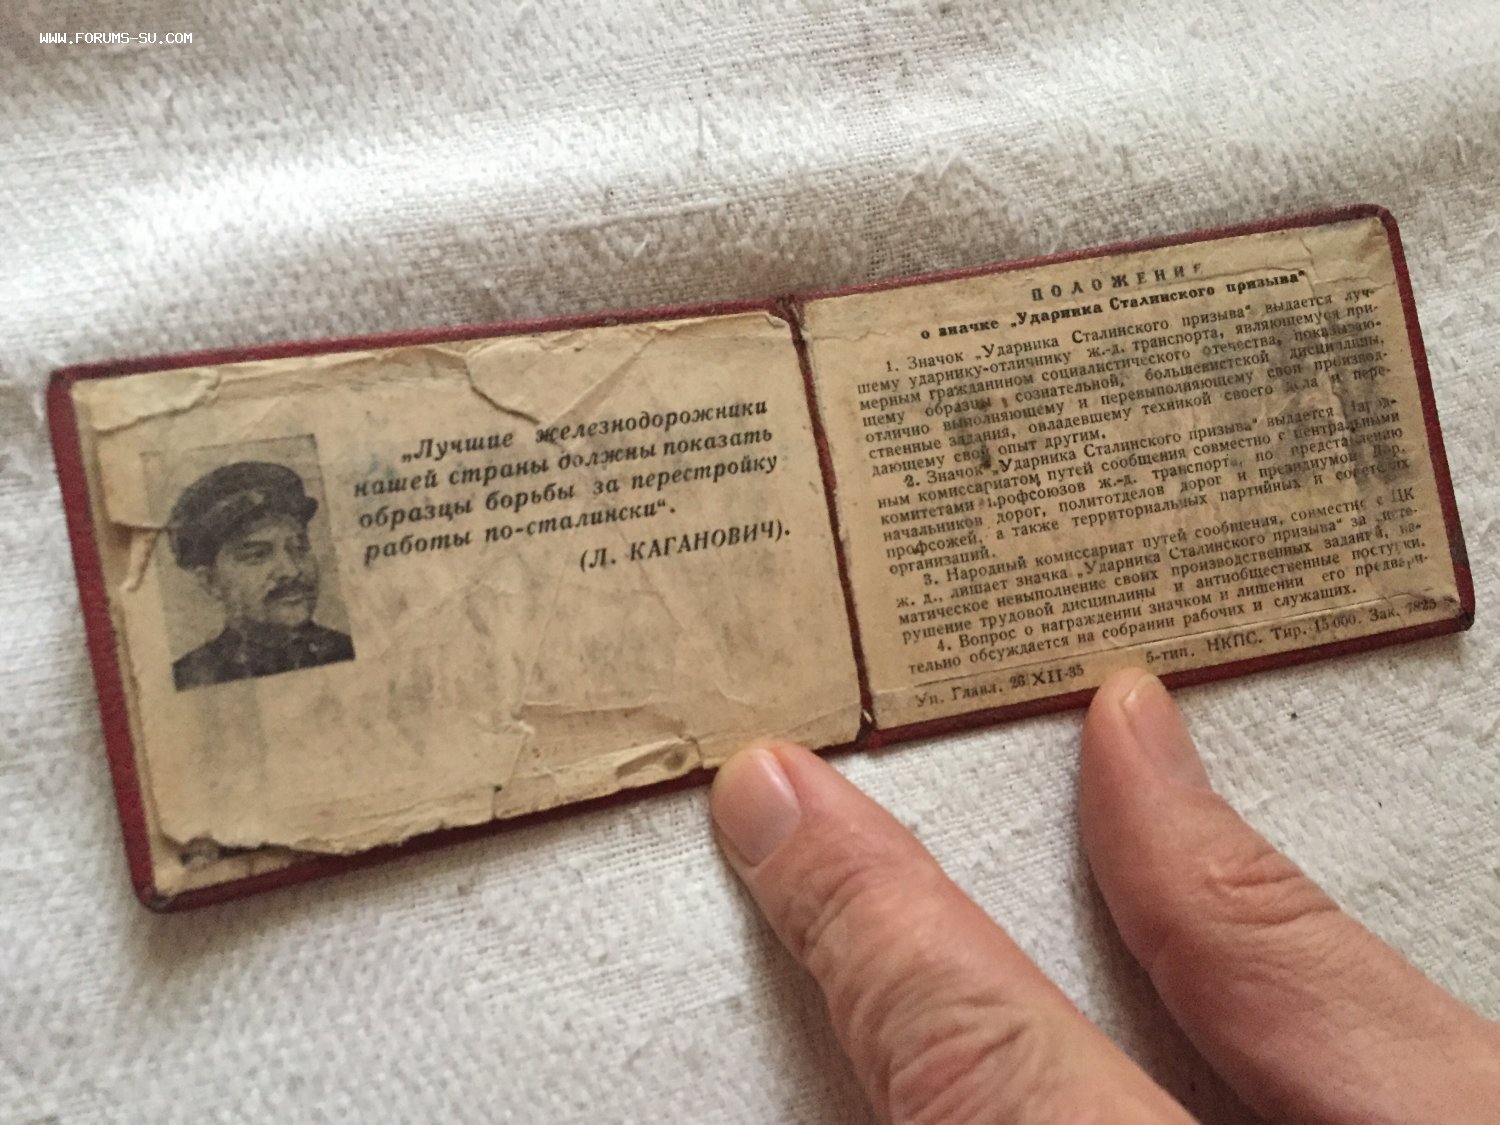 WWW.FORUMS-SU.COM
„Лучшие железнодорожники
нашей страны должны показать
образцы борьбы за перестройку
работы по-сталински“.
(Л. КАГАНОВИЧ).
ПОЛОЖЕНИЕ
о значке „Ударника Сталинского призыва“
1. Значок „Ударника Сталинского призыва“ выдается луч-
шему ударнику-отличнику ж.-д. транспорта, являющемуся при-
мерным гражданином социалистического отечества, показываю-
щему образцы сознательной, большевистской дисциплины,
отлично выполняющему и перевыполняющему свои производ-
ственные задания, овладевшему техникой своего дела и пере-
дающему свой опыт другим.
2. Значок „Ударника Сталинского призыва“ выдается Народ-
ным комиссариатом путей сообщения совместно с центральными
комитетами профсоюзов ж.-д. транспорта, по представлению
начальников дорог, политотделов дорог и президиумов Дор.
профсожей, а также территориальных партийных и советских
организаций.
3. Народный комиссариат путей сообщения, совместно с ЦК
ж. д., лишает значка „Ударника Сталинского призыва“ за систе-
матическое невыполнение своих производственных заданий, на-
рушение трудовой дисциплины и антиобщественные поступки.
4. Вопрос о награждении значком и лишении его предвари-
тельно обсуждается на собрании рабочих и служащих.
Уп. Главл. 26 XII-35 5-тип. НКПС. Тир. 15 000. Зак. 7825